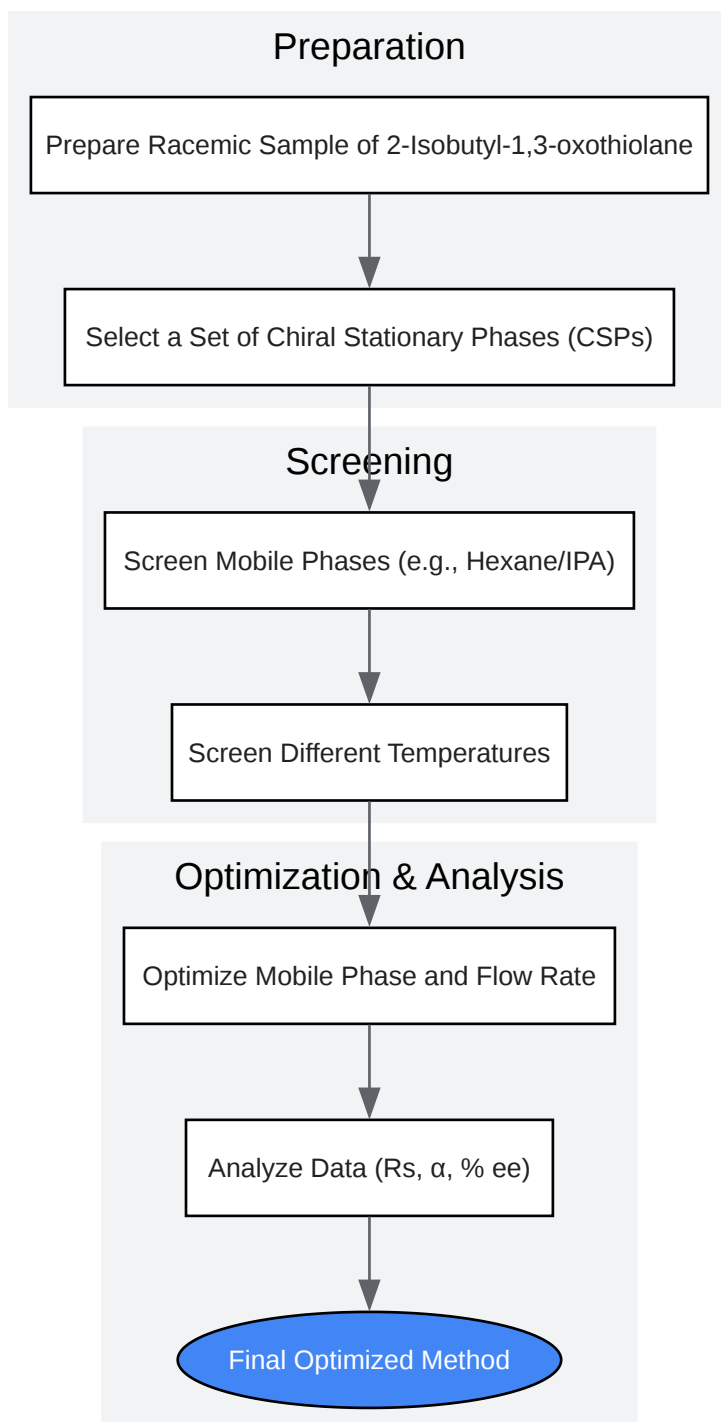 Preparation
Prepare Racemic Sample of 2-Isobutyl-1,3-oxothiolane
Select a Set of Chiral Stationary Phases (CSPs)
Screening
Screen Mobile Phases (e.g., Hexane/IPA)
Screen Different Temperatures
Optimization & Analysis
Optimize Mobile Phase and Flow Rate
Analyze Data (Rs, α, % ee)
Final Optimized Method